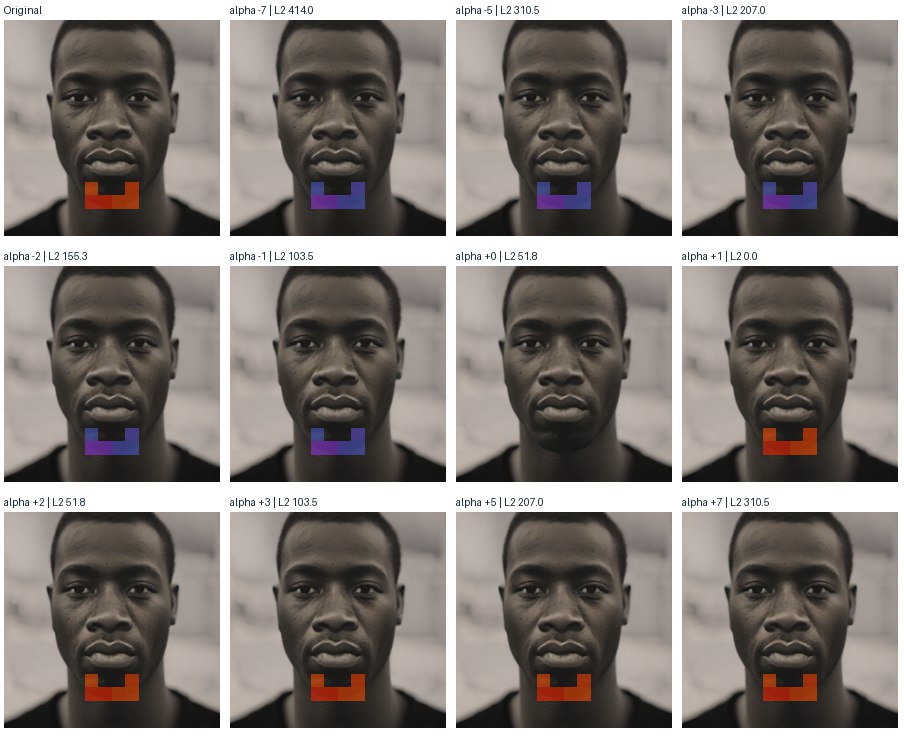 Original
alpha -7 | L2 414.0
alpha -5 | L2 310.5
alpha -3 | L2 207.0
alpha -2 | L2 155.3
alpha -1 | L2 103.5
alpha +0 | L2 51.8
alpha +1 | L2 0.0
alpha +2 | L2 51.8
alpha +3 | L2 103.5
alpha +5 | L2 207.0
alpha +7 | L2 310.5